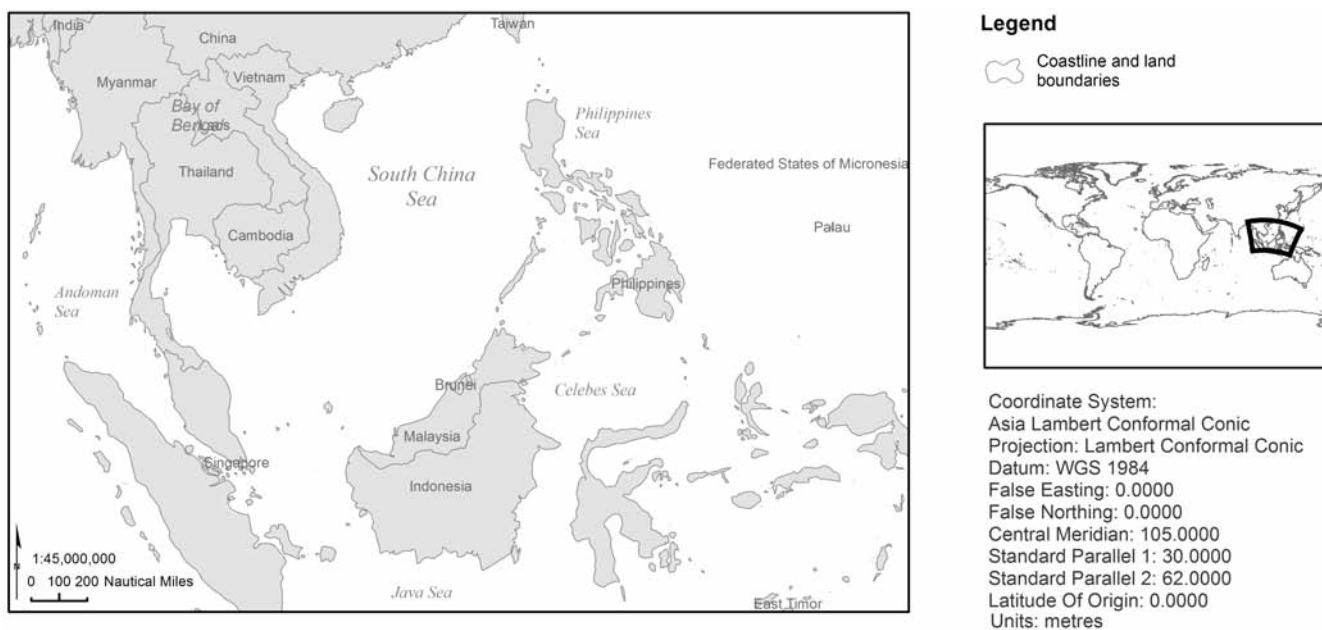 India
China
Taiwan
Myanmar
Vietnam
Bay of
Bengal
Laos
Philippines
Sea
Thailand
South China
Sea
Federated States of Micronesia
Palau
Cambodia
Andoman
Sea
Philippines
Brunei
Celebes Sea
Malaysia
Singapore
Indonesia
N
1:45,000,000
0 100 200 Nautical Miles
Java Sea
East Timor
Legend
Coastline and land
boundaries
Coordinate System:
Asia Lambert Conformal Conic
Projection: Lambert Conformal Conic
Datum: WGS 1984
False Easting: 0.0000
False Northing: 0.0000
Central Meridian: 105.0000
Standard Parallel 1: 30.0000
Standard Parallel 2: 62.0000
Latitude Of Origin: 0.0000
Units: metres